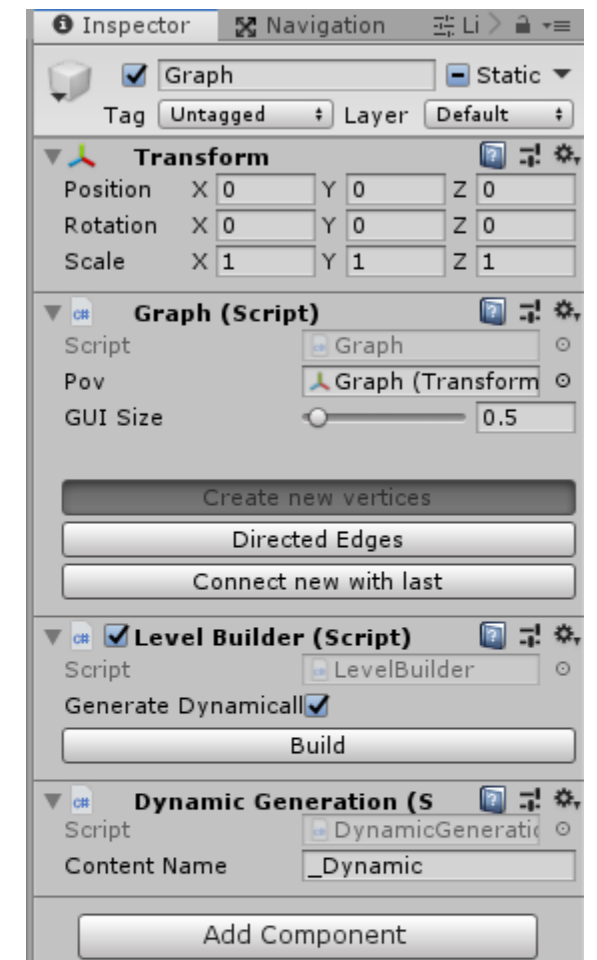 Inspector Navigation Li
Graph Static
Tag Untagged Layer Default
Transform
Position X 0 Y 0 Z 0
Rotation X 0 Y 0 Z 0
Scale X 1 Y 1 Z 1
Graph (Script)
Script Graph
Pov Graph (Transform
GUI Size 0.5
Create new vertices
Directed Edges
Connect new with last
Level Builder (Script)
Script LevelBuilder
Generate Dynamicall
Build
Dynamic Generation (S
Script DynamicGeneratic
Content Name _Dynamic
Add Component